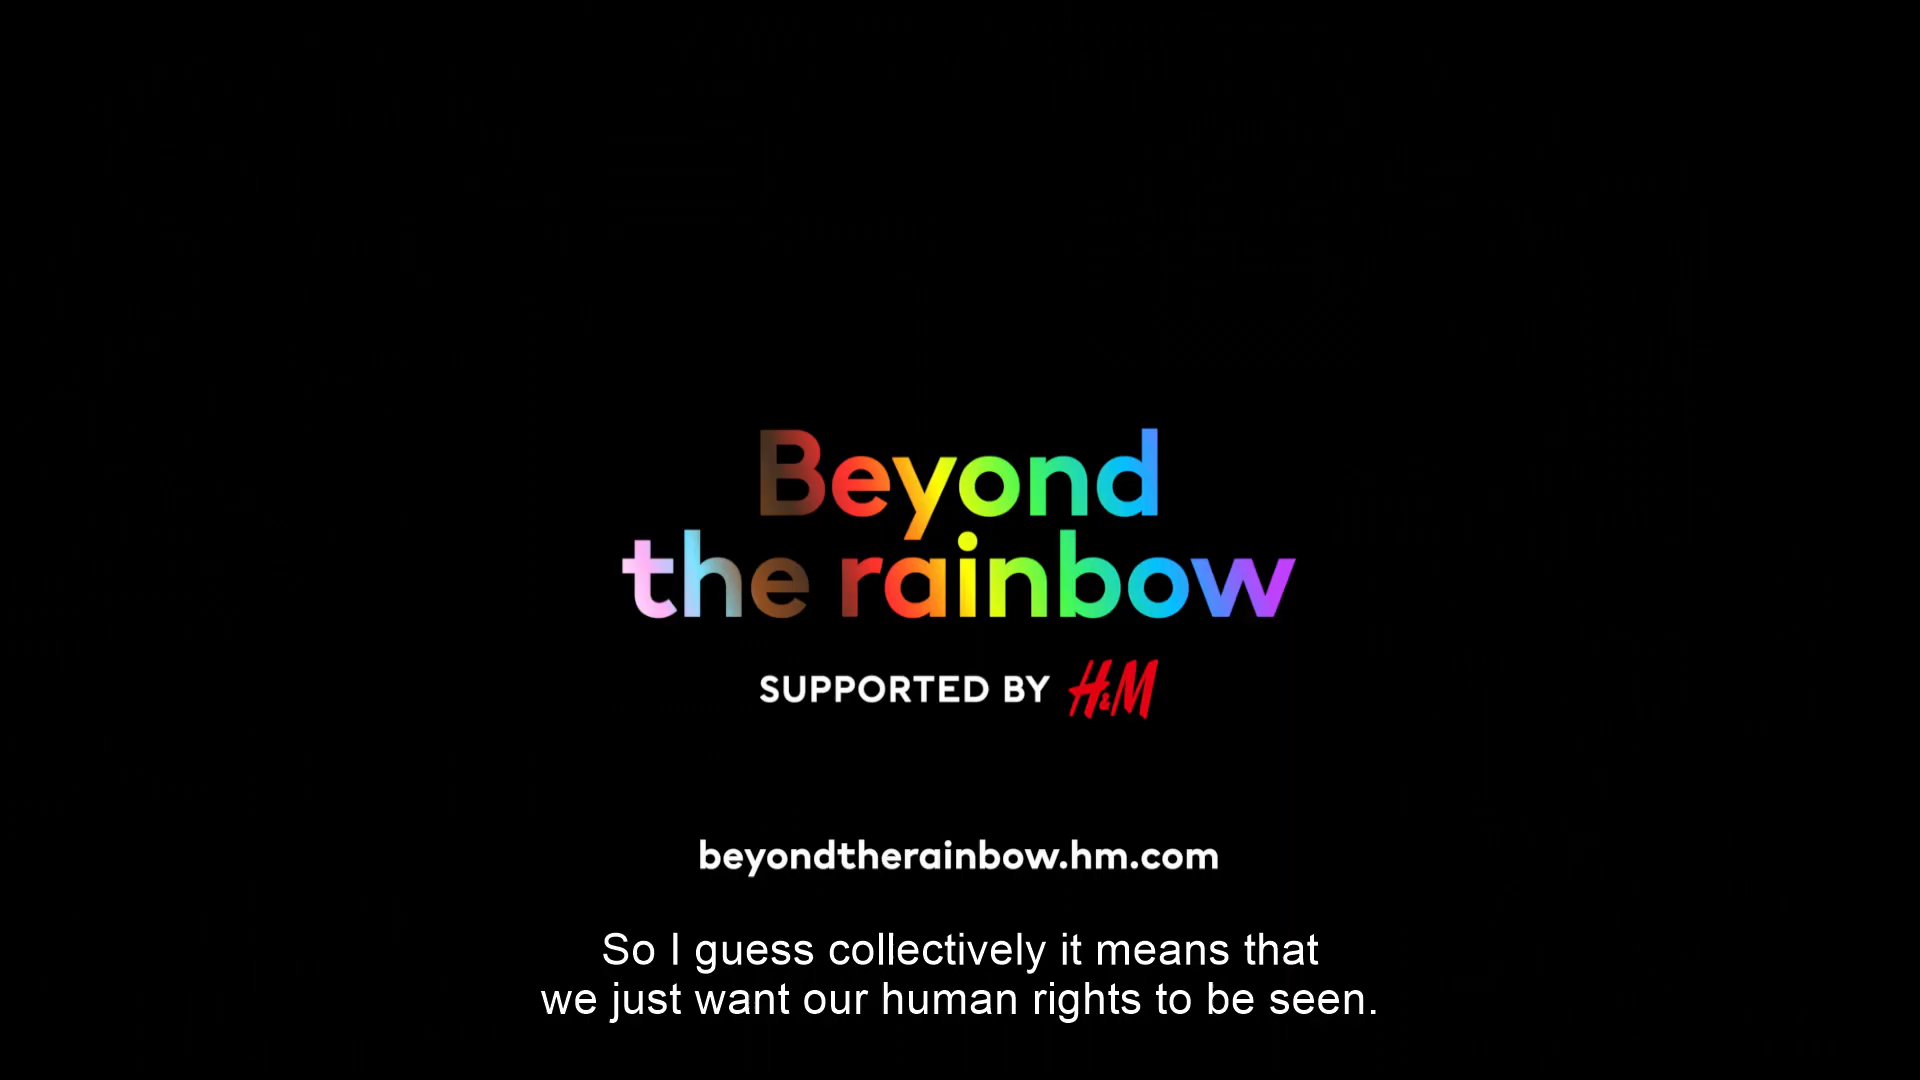 Beyond
the rainbow
SUPPORTED BY H&M
beyondtherainbow.hm.com
So I guess collectively it means that
we just want our human rights to be seen.